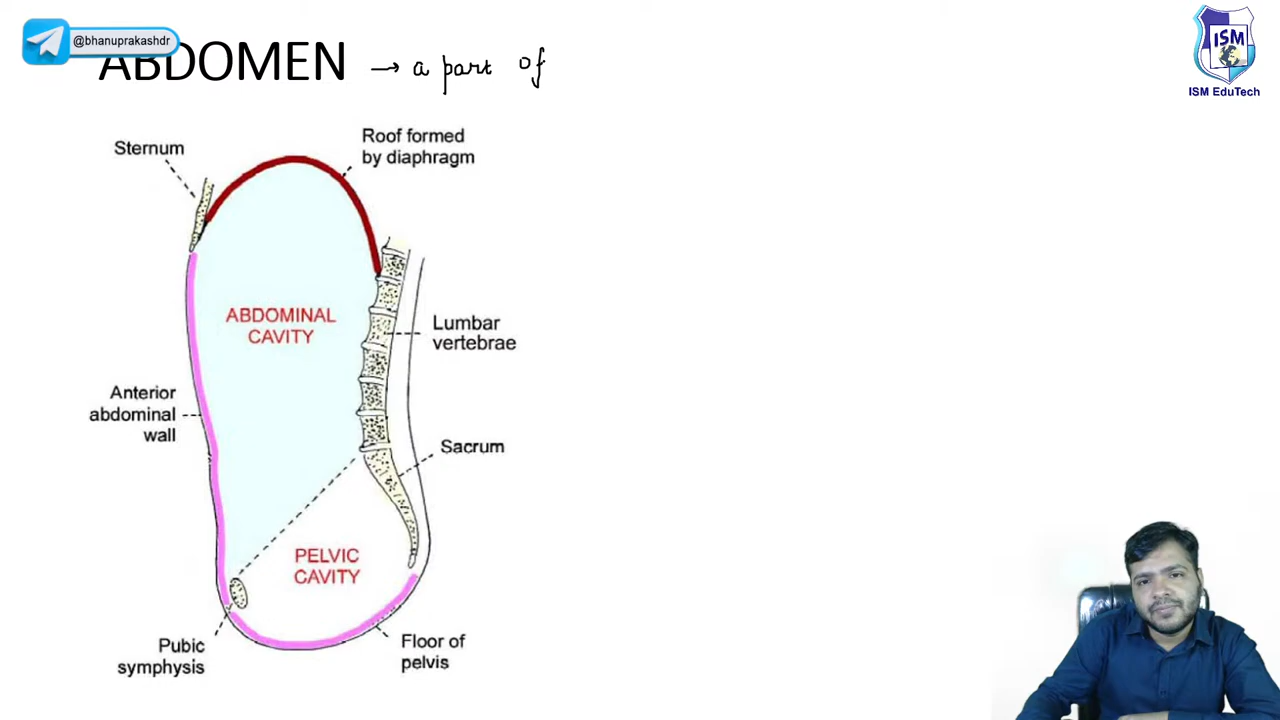 @bhanuprakashdr
ABDOMEN → a part of
ISM
ISM EduTech
Sternum
Roof formed
by diaphragm
ABDOMINAL
CAVITY
Lumbar
vertebrae
Anterior
abdominal
wall
Sacrum
PELVIC
CAVITY
Pubic
symphysis
Floor of
pelvis